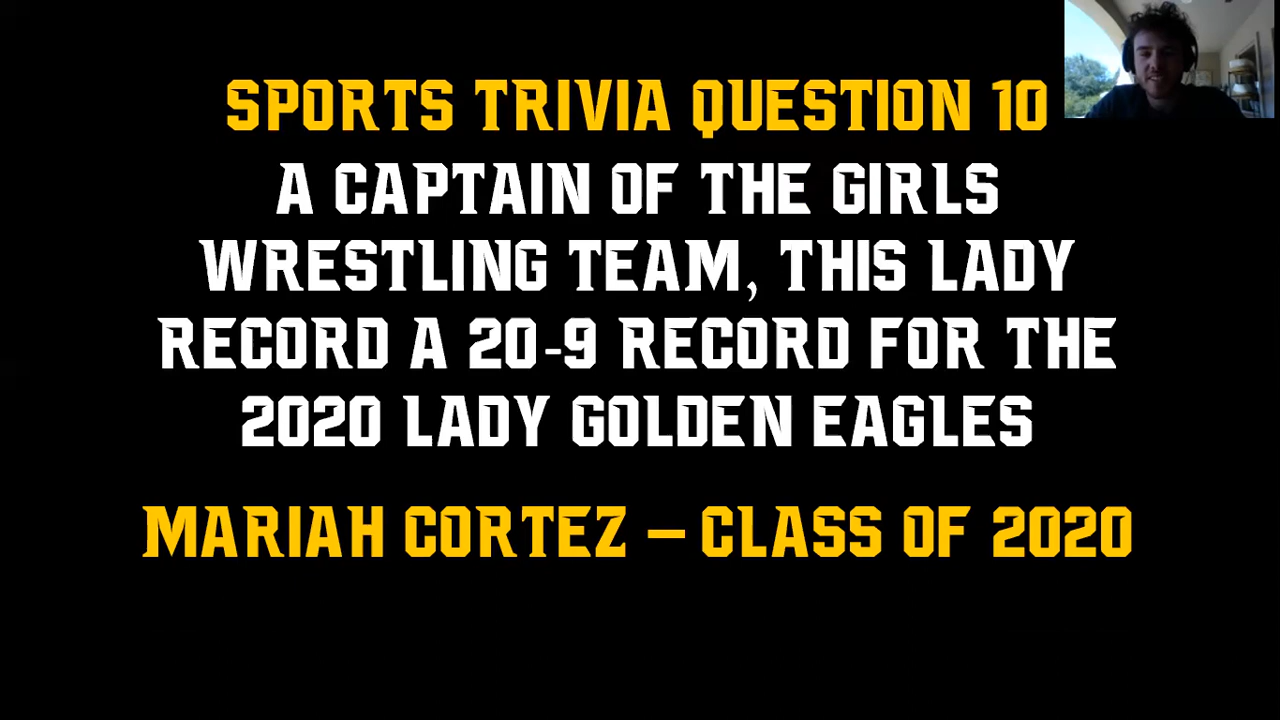 SPORTS TRIVIA QUESTION 10
A CAPTAIN OF THE GIRLS
WRESTLING TEAM, THIS LADY
RECORD A 20-9 RECORD FOR THE
2020 LADY GOLDEN EAGLES
MARIAH CORTEZ – CLASS OF 2020